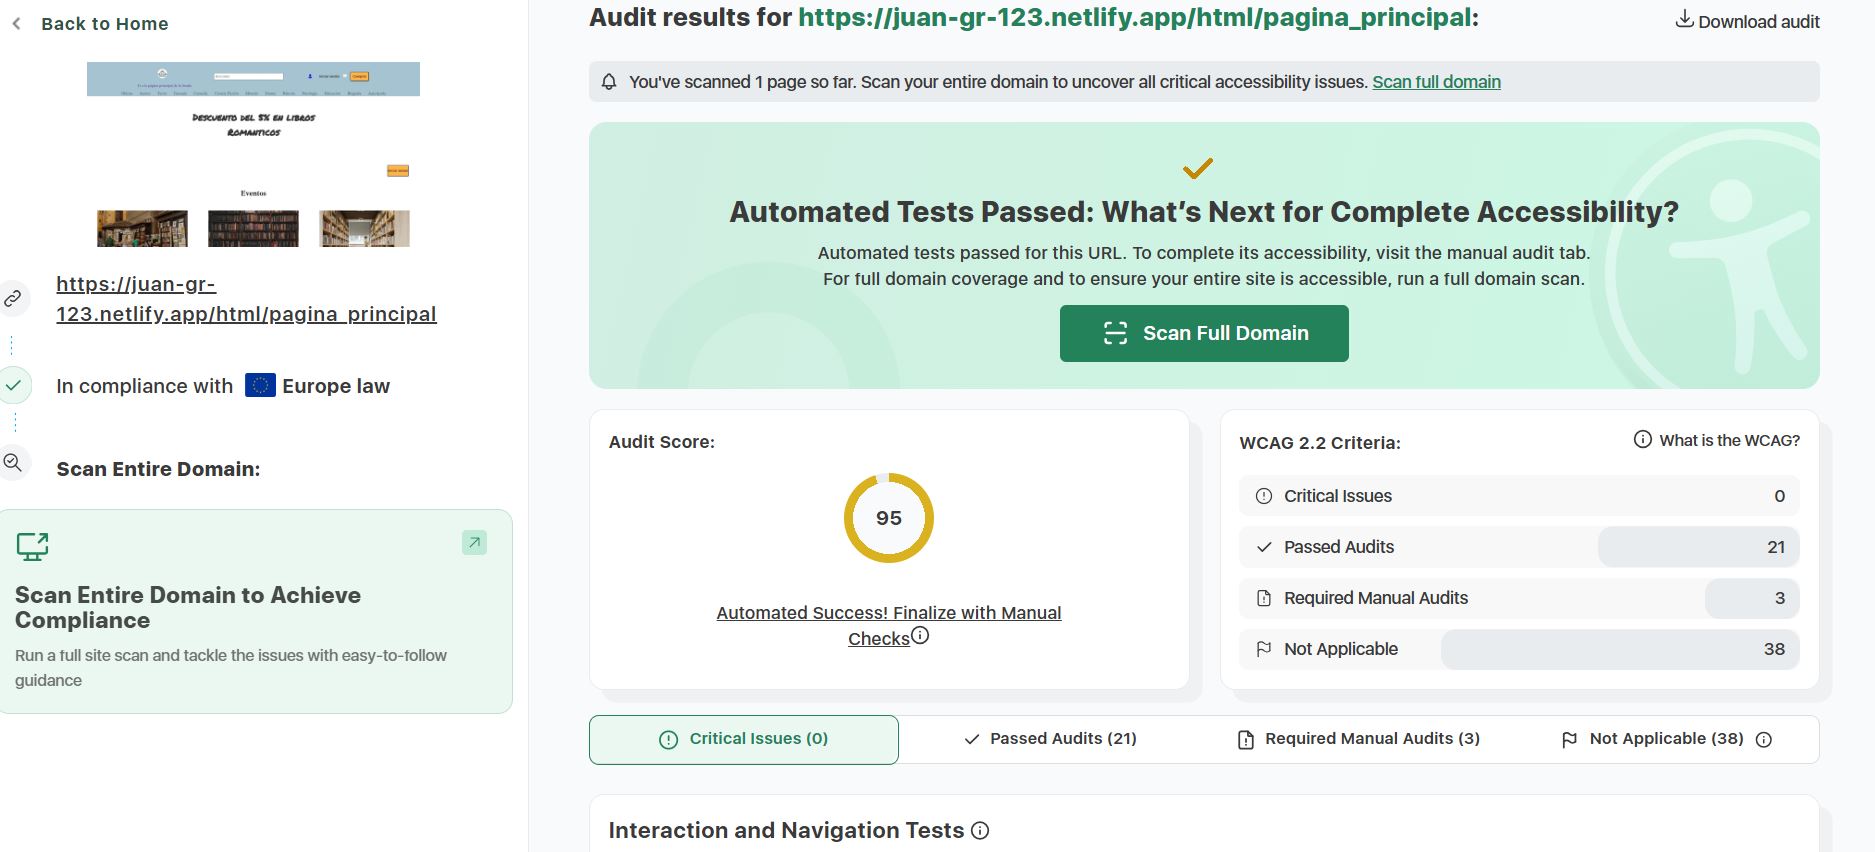 Back to Home
DESCUENTO DEL 5% EN LIBROS
ROMANTICOS
Eventos
https://juan-gr-
123.netlify.app/html/pagina_principal
In compliance with Europe law
Scan Entire Domain:
Scan Entire Domain to Achieve
Compliance
Run a full site scan and tackle the issues with easy-to-follow
guidance
Audit results for https://juan-gr-123.netlify.app/html/pagina_principal:
Download audit
You've scanned 1 page so far. Scan your entire domain to uncover all critical accessibility issues. Scan full domain
Automated Tests Passed: What’s Next for Complete Accessibility?
Automated tests passed for this URL. To complete its accessibility, visit the manual audit tab.
For full domain coverage and to ensure your entire site is accessible, run a full domain scan.
Scan Full Domain
Audit Score:
95
Automated Success! Finalize with Manual
Checks
WCAG 2.2 Criteria:
What is the WCAG?
Critical Issues 0
Passed Audits 21
Required Manual Audits 3
Not Applicable 38
Critical Issues (0)
Passed Audits (21)
Required Manual Audits (3)
Not Applicable (38)
Interaction and Navigation Tests